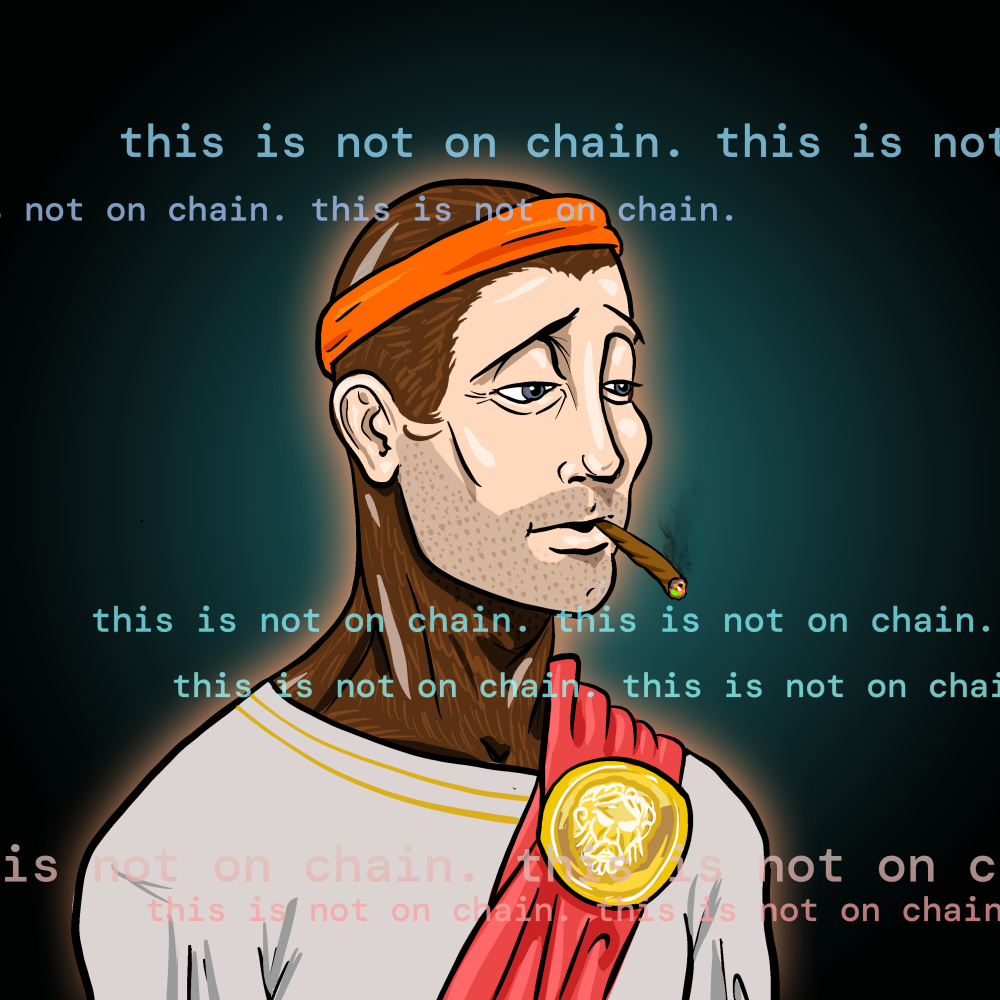 this is not on chain. this is not
not on chain. this is not on chain.
this is not on chain. this is not on chain.
this is not on chain. this is not on chai
is not on chain. this is not on c
this is not on chain. this is not on chain